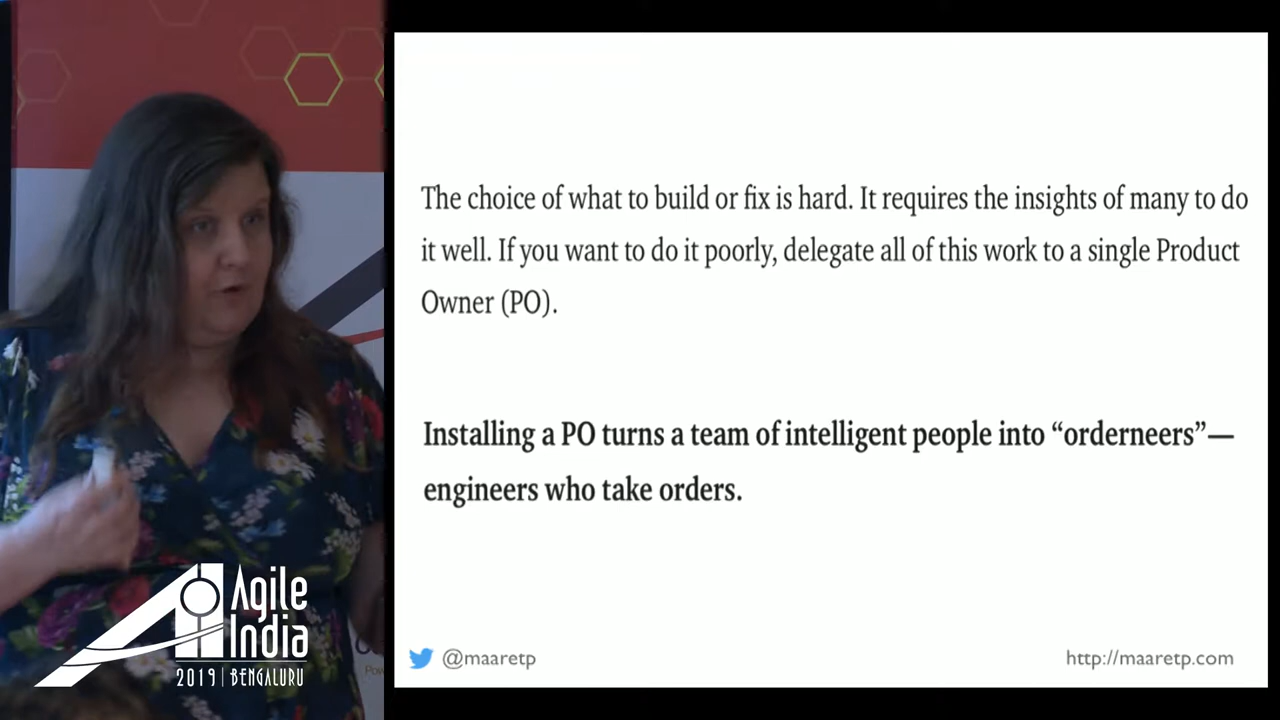 The choice of what to build or fix is hard. It requires the insights of many to do
it well. If you want to do it poorly, delegate all of this work to a single Product
Owner (PO).
Installing a PO turns a team of intelligent people into “orderneers”—
engineers who take orders.
@maaretp
http://maaretp.com
Agile
India
2019 | BENGALURU